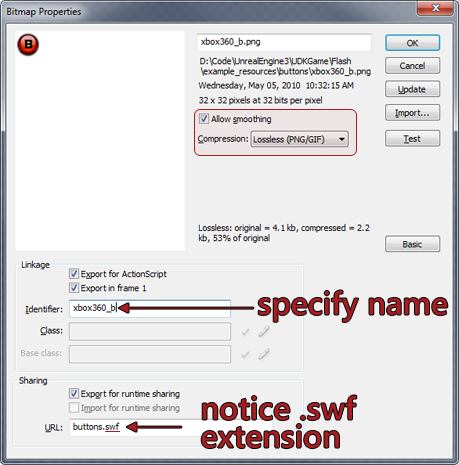 Bitmap Properties
B
xbox360_b.png
OK
D:\Code\UnrealEngine3\UDKGame\Flash
\example_resources\buttons\xbox360_b.png
Cancel
Wednesday, May 05, 2010 10:32:15 AM
Update
32 x 32 pixels at 32 bits per pixel
Allow smoothing
Import...
Compression: Lossless (PNG/GIF)
Test
Lossless: original = 4.1 kb, compressed = 2.2
kb, 53% of original
Basic
Linkage
Export for ActionScript
Export in frame 1
Identifier: xbox360_b
specify name
Class:
Base class:
Sharing
Export for runtime sharing
Import for runtime sharing
URL: buttons.swf
notice .swf
extension